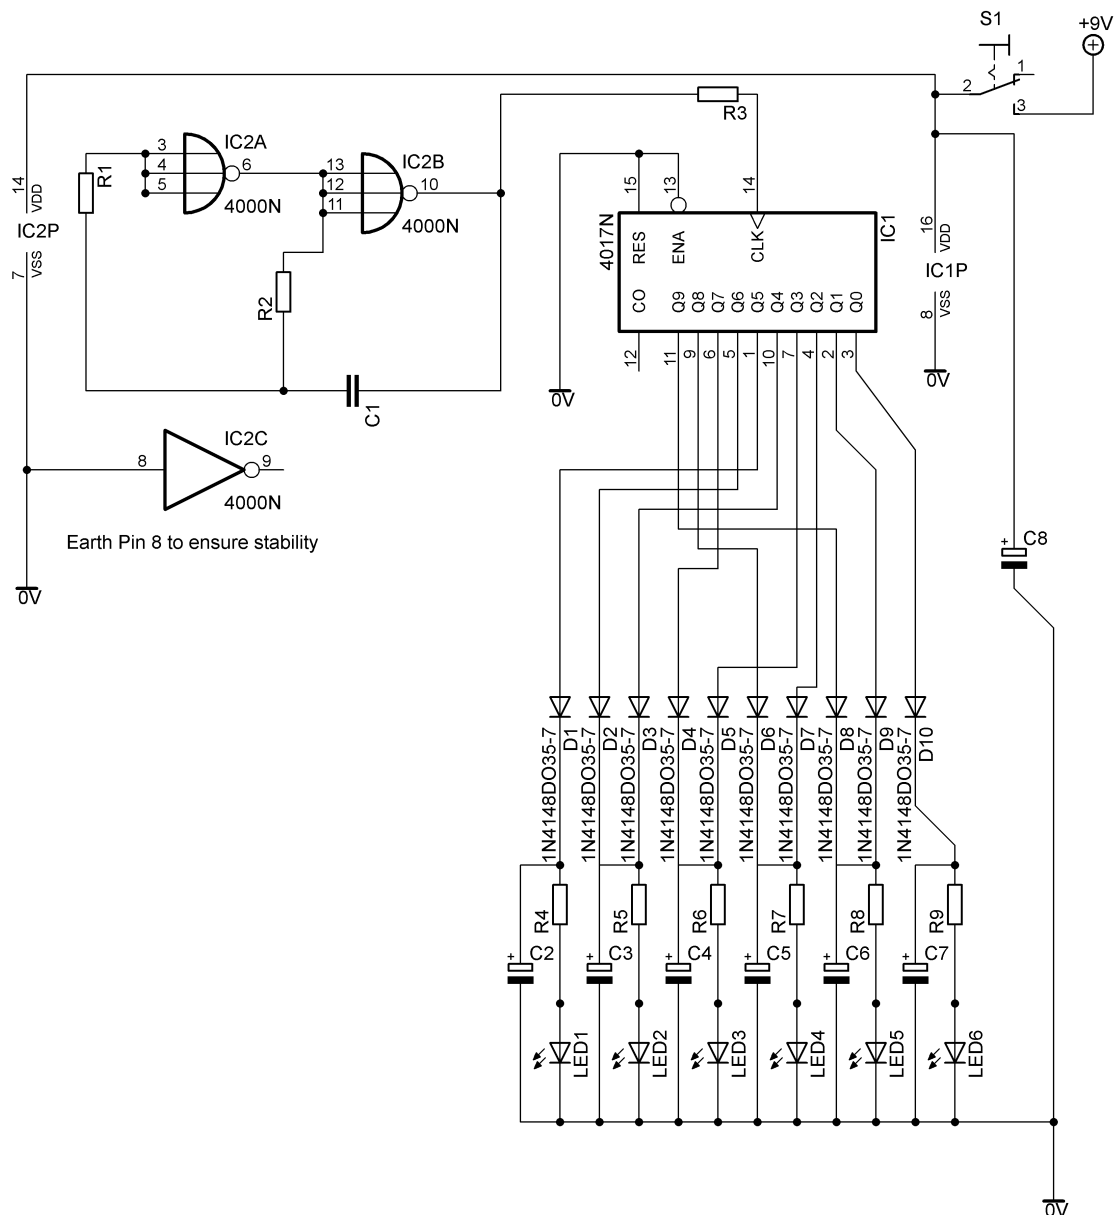 S1
+9V
1
2
3
R3
IC2A
3
4
5
6
4000N
R1
IC2B
13
12
11
10
4000N
14
VDD
IC2P
7
VSS
R2
C1
15
13
14
4017N
RES
ENA
CLK
IC1
CO
Q9
Q8
Q7
Q6
Q5
Q4
Q3
Q2
Q1
Q0
12
11
9
6
5
1
10
7
4
2
3
16
VDD
IC1P
8
VSS
0V
0V
IC2C
8
9
4000N
Earth Pin 8 to ensure stability
0V
+
C8
D1
D2
D3
D4
D5
D6
D7
D8
D9
D10
1N4148DO35-7
1N4148DO35-7
1N4148DO35-7
1N4148DO35-7
1N4148DO35-7
1N4148DO35-7
1N4148DO35-7
1N4148DO35-7
1N4148DO35-7
1N4148DO35-7
R4
R5
R6
R7
R8
R9
+
C2
+
C3
+
C4
+
C5
+
C6
+
C7
LED1
LED2
LED3
LED4
LED5
LED6
0V